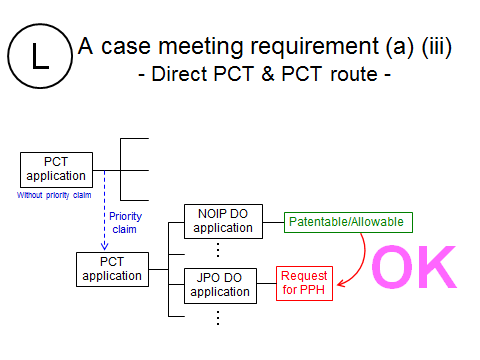 L
A case meeting requirement (a) (iii)
- Direct PCT & PCT route -
PCT
application
Without priority claim
Priority
claim
PCT
application
NOIP DO
application
Patentable/Allowable
JPO DO
application
Request
for PPH
OK